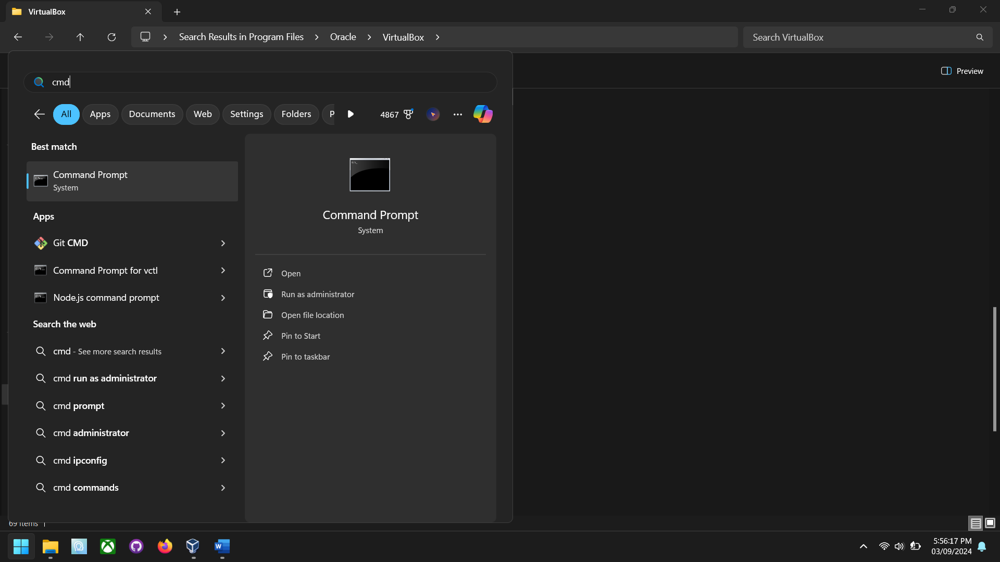 VirtualBox
Search Results in Program Files
Oracle
VirtualBox
Search VirtualBox
Preview
cmd
All
Apps
Documents
Web
Settings
Folders
P
4867
Best match
Command Prompt
System
Apps
Git CMD
Command Prompt for vctl
Node.js command prompt
Search the web
cmd - See more search results
cmd run as administrator
cmd prompt
cmd administrator
cmd ipconfig
cmd commands
Command Prompt
System
Open
Run as administrator
Open file location
Pin to Start
Pin to taskbar
69 items
5:56:17 PM
03/09/2024